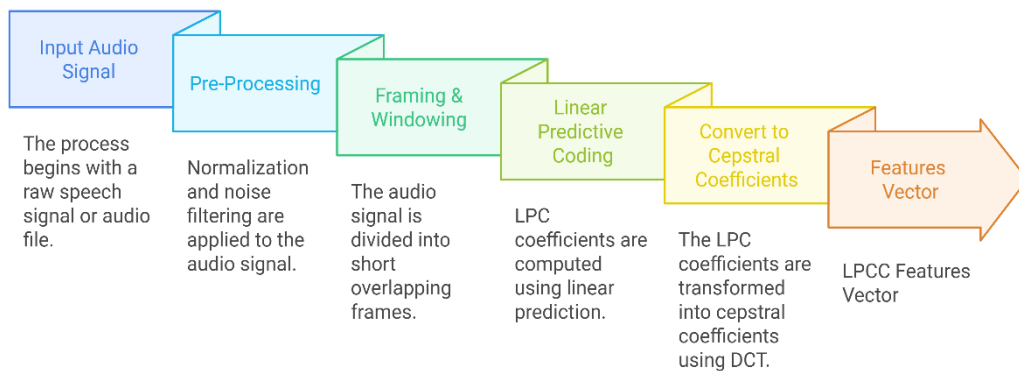 Input Audio
Signal
The process
begins with a
raw speech
signal or audio
file.
Pre-Processing
Normalization
and noise
filtering are
applied to the
audio signal.
Framing &
Windowing
The audio
signal is
divided into
short
overlapping
frames.
Linear
Predictive
Coding
LPC
coefficients are
computed
using linear
prediction.
Convert to
Cepstral
Coefficients
The LPC
coefficients are
transformed
into cepstral
coefficients
using DCT.
Features
Vector
LPCC Features
Vector